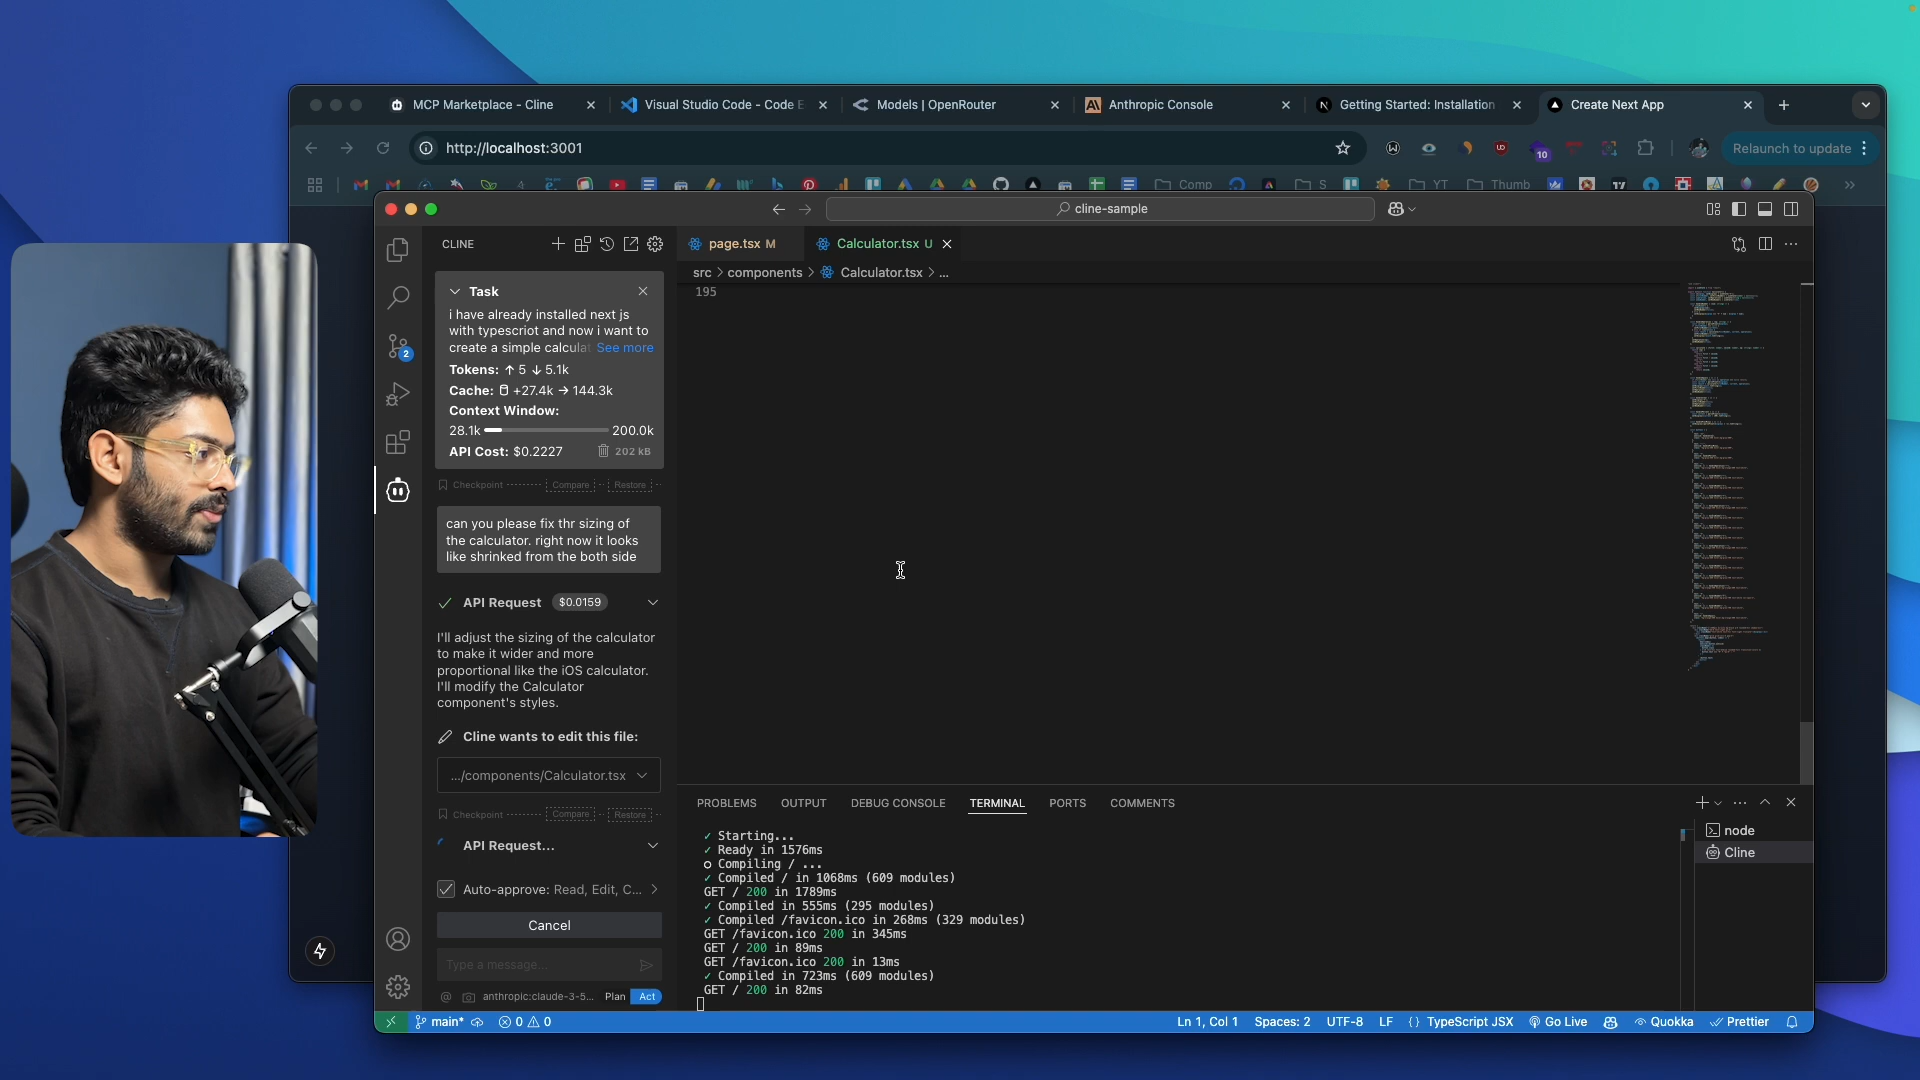 MCP Marketplace - Cline
Visual Studio Code - Code E
Models | OpenRouter
Anthropic Console
Getting Started: Installation
Create Next App
http://localhost:3001
10
Relaunch to update
Comp
S
YT
Thumb
cline-sample
CLINE
page.tsx M
Calculator.tsx U
src > components > Calculator.tsx > ...
195
Task
i have already installed next js
with typescriot and now i want to
create a simple calculat See more
Tokens: ↑ 5 ↓ 5.1k
Cache: +27.4k → 144.3k
Context Window:
28.1k 200.0k
API Cost: $0.2227 202 kB
Checkpoint Compare Restore
can you please fix thr sizing of
the calculator. right now it looks
like shrinked from the both side
API Request $0.0159
I'll adjust the sizing of the calculator
to make it wider and more
proportional like the iOS calculator.
I'll modify the Calculator
component's styles.
Cline wants to edit this file:
.../components/Calculator.tsx
Checkpoint Compare Restore
API Request...
Auto-approve: Read, Edit, C...
Cancel
Type a message...
@ anthropic:claude-3-5... Plan Act
PROBLEMS OUTPUT DEBUG CONSOLE TERMINAL PORTS COMMENTS
✓ Starting...
✓ Ready in 1576ms
○ Compiling / ...
✓ Compiled / in 1068ms (609 modules)
GET / 200 in 1789ms
✓ Compiled in 555ms (295 modules)
✓ Compiled /favicon.ico in 268ms (329 modules)
GET /favicon.ico 200 in 345ms
GET / 200 in 89ms
GET /favicon.ico 200 in 13ms
✓ Compiled in 723ms (609 modules)
GET / 200 in 82ms
node
Cline
2
main* 0 0
Ln 1, Col 1 Spaces: 2 UTF-8 LF {} TypeScript JSX Go Live Quokka Prettier